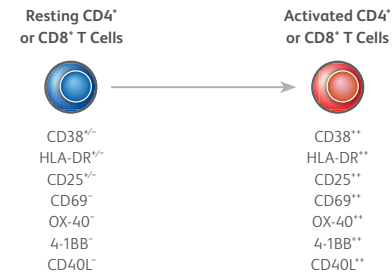 Resting CD4⁺
or CD8⁺ T Cells
Activated CD4⁺
or CD8⁺ T Cells
CD38⁺/⁻
HLA-DR⁺/⁻
CD25⁺/⁻
CD69⁻
OX-40⁻
4-1BB⁻
CD40L⁻
CD38⁺⁺
HLA-DR⁺⁺
CD25⁺⁺
CD69⁺⁺
OX-40⁺⁺
4-1BB⁺⁺
CD40L⁺⁺